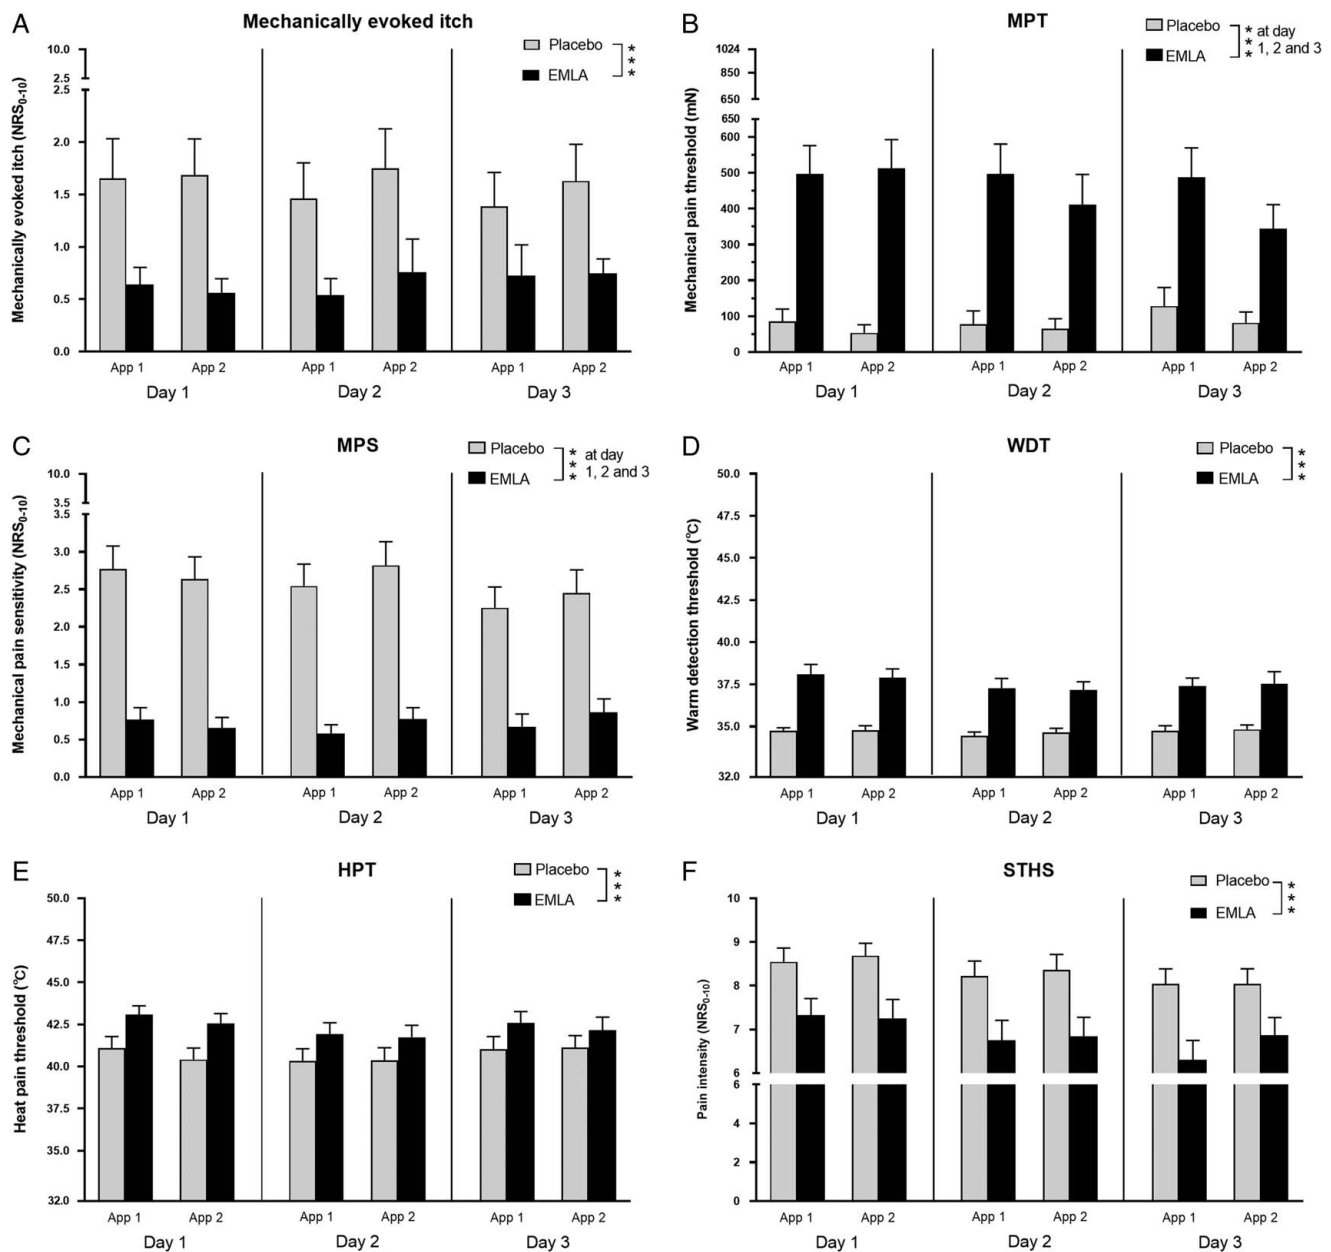 A
Mechanically evoked itch
Placebo
EMLA
***
Mechanically evoked itch (NRS0-10)
10.0
2.5
2.5
2.0
1.5
1.0
0.5
0.0
App 1 App 2 App 1 App 2 App 1 App 2
Day 1 Day 2 Day 3
B
MPT
Placebo
EMLA
*** at day
1, 2 and 3
Mechanical pain threshold (mN)
1024
850
650
650
600
500
400
300
200
100
0
App 1 App 2 App 1 App 2 App 1 App 2
Day 1 Day 2 Day 3
C
MPS
Placebo
EMLA
*** at day
1, 2 and 3
Mechanical pain sensitivity (NRS0-10)
10.0
3.5
3.5
3.0
2.5
2.0
1.5
1.0
0.5
0.0
App 1 App 2 App 1 App 2 App 1 App 2
Day 1 Day 2 Day 3
D
WDT
Placebo
EMLA
***
Warm detection threshold (°C)
50.0
47.5
45.0
42.5
40.0
37.5
35.0
32.0
App 1 App 2 App 1 App 2 App 1 App 2
Day 1 Day 2 Day 3
E
HPT
Placebo
EMLA
***
Heat pain threshold (°C)
50.0
47.5
45.0
42.5
40.0
37.5
35.0
32.0
App 1 App 2 App 1 App 2 App 1 App 2
Day 1 Day 2 Day 3
F
STHS
Placebo
EMLA
***
Pain intensity (NRS0-10)
10
9
8
7
6
6
4
2
0
App 1 App 2 App 1 App 2 App 1 App 2
Day 1 Day 2 Day 3